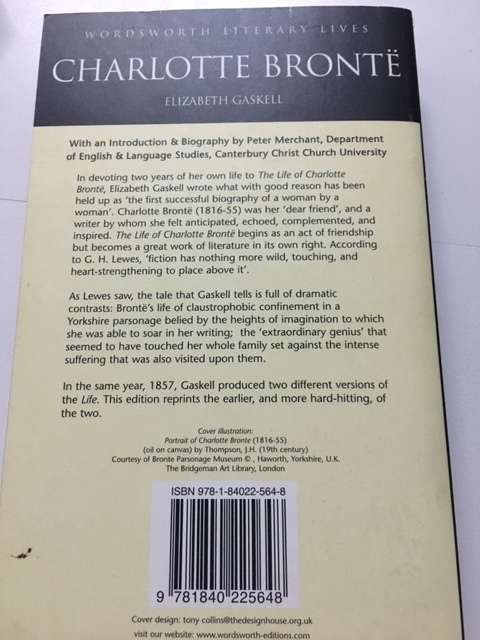 WORDSWORTH LITERARY LIVES
CHARLOTTE BRONTË
ELIZABETH GASKELL
With an Introduction & Biography by Peter Merchant, Department
of English & Language Studies, Canterbury Christ Church University
In devoting two years of her own life to The Life of Charlotte
Brontë, Elizabeth Gaskell wrote what with good reason has been
held up as 'the first successful biography of a woman by a
woman'. Charlotte Brontë (1816-55) was her 'dear friend', and a
writer by whom she felt anticipated, echoed, complemented, and
inspired. The Life of Charlotte Brontë begins as an act of friendship
but becomes a great work of literature in its own right. According
to G. H. Lewes, 'fiction has nothing more wild, touching, and
heart-strengthening to place above it'.
As Lewes saw, the tale that Gaskell tells is full of dramatic
contrasts: Brontë's life of claustrophobic confinement in a
Yorkshire parsonage belied by the heights of imagination to which
she was able to soar in her writing; the 'extraordinary genius' that
seemed to have touched her whole family set against the intense
suffering that was also visited upon them.
In the same year, 1857, Gaskell produced two different versions of
the Life. This edition reprints the earlier, and more hard-hitting, of
the two.
Cover illustration:
Portrait of Charlotte Bronte (1816-55)
(oil on canvas) by Thompson, J.H. (19th century)
Courtesy of Bronte Parsonage Museum © , Haworth, Yorkshire, U.K.
The Bridgeman Art Library, London
ISBN 978-1-84022-564-8
9 781840 225648
Cover design: tony collins@thedesignhouse.org.uk
visit our website: www.wordsworth-editions.com